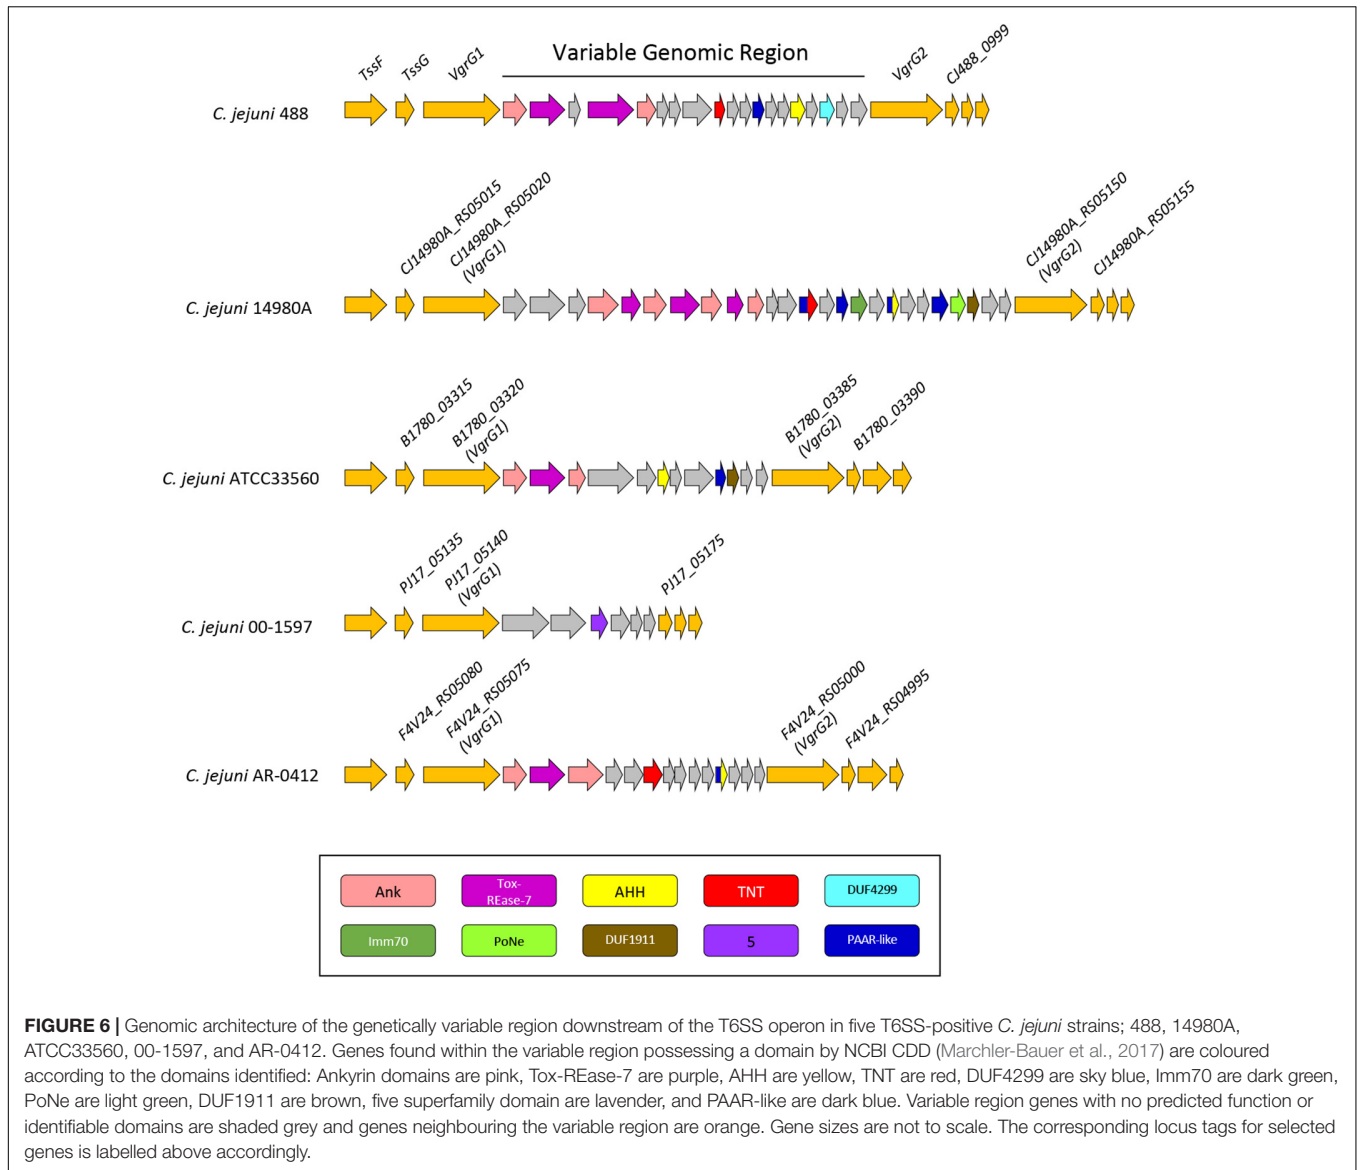 Variable Genomic Region
TssF
TssG
VgrG1
VgrG2
CJ488_0999
C. jejuni 488
CJ14980A_RS05015
CJ14980A_RS05020
(VgrG1)
CJ14980A_RS05150
(VgrG2)
CJ14980A_RS05155
C. jejuni 14980A
B1780_03315
B1780_03320
(VgrG1)
B1780_03385
(VgrG2)
B1780_03390
C. jejuni ATCC33560
PJ17_05135
PJ17_05140
(VgrG1)
PJ17_05175
C. jejuni 00-1597
F4V24_RS05080
F4V24_RS05075
(VgrG1)
F4V24_RS05000
(VgrG2)
F4V24_RS04995
C. jejuni AR-0412
Ank
Tox-
REase-7
AHH
TNT
DUF4299
Imm70
PoNe
DUF1911
5
PAAR-like
FIGURE 6 | Genomic architecture of the genetically variable region downstream of the T6SS operon in five T6SS-positive C. jejuni strains; 488, 14980A,
ATCC33560, 00-1597, and AR-0412. Genes found within the variable region possessing a domain by NCBI CDD (Marchler-Bauer et al., 2017) are coloured
according to the domains identified: Ankyrin domains are pink, Tox-REase-7 are purple, AHH are yellow, TNT are red, DUF4299 are sky blue, Imm70 are dark green,
PoNe are light green, DUF1911 are brown, five superfamily domain are lavender, and PAAR-like are dark blue. Variable region genes with no predicted function or
identifiable domains are shaded grey and genes neighbouring the variable region are orange. Gene sizes are not to scale. The corresponding locus tags for selected
genes is labelled above accordingly.